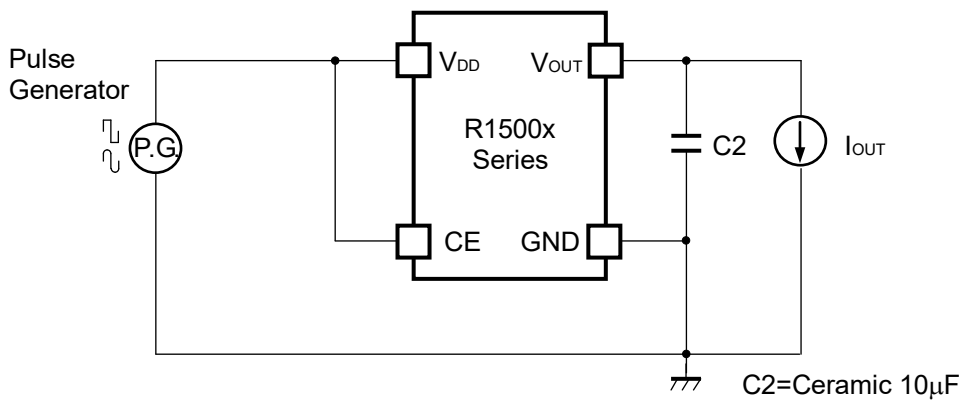 Pulse
Generator
P.G.
VDD
VOUT
R1500x
Series
C2
IOUT
CE
GND
C2=Ceramic 10μF